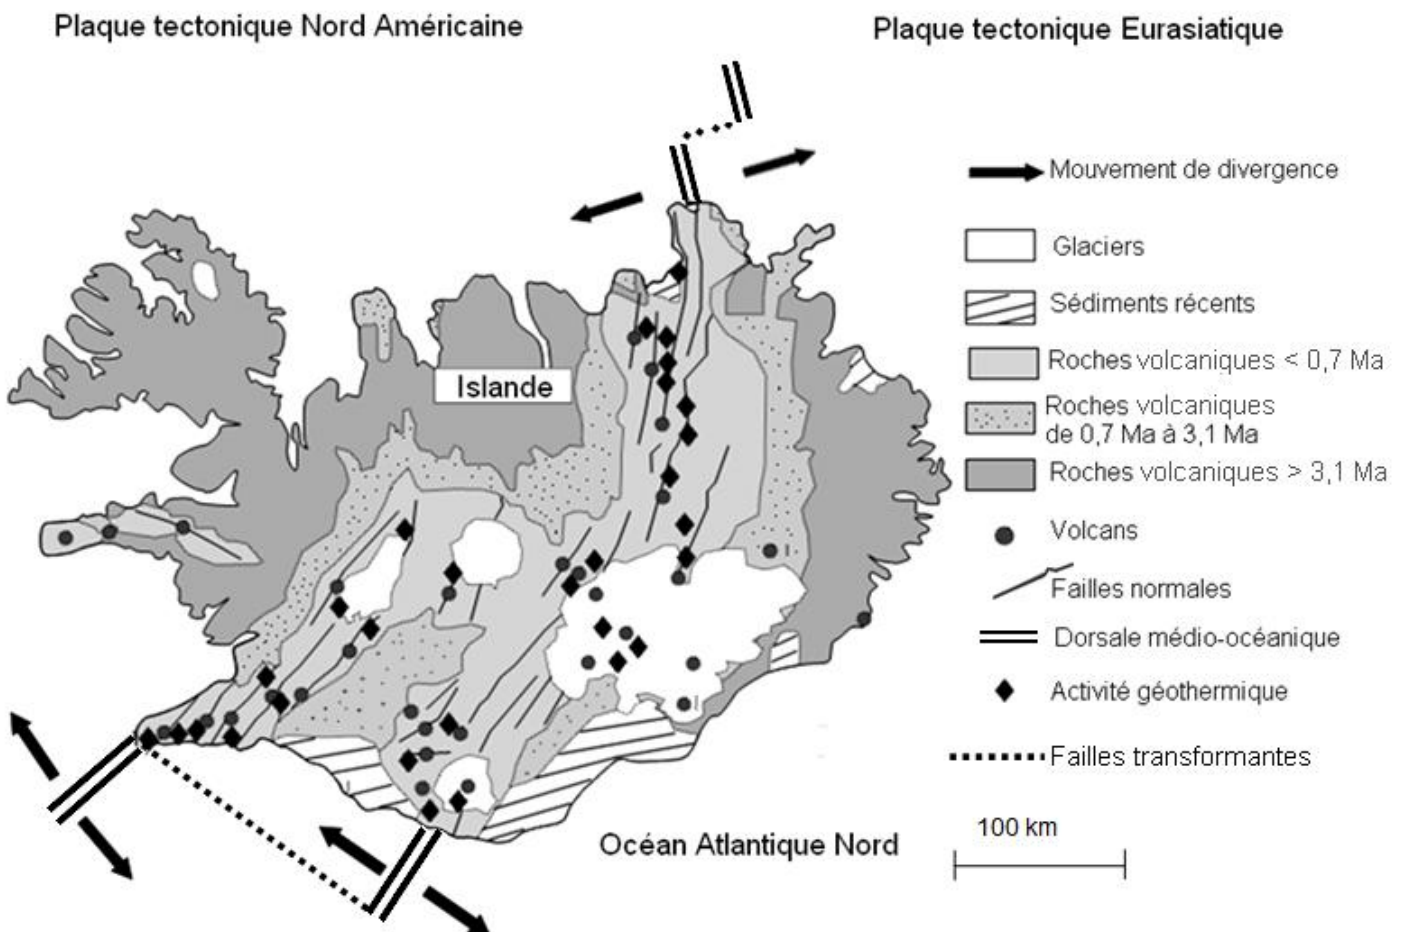 Plaque tectonique Nord Américaine
Plaque tectonique Eurasiatique
Mouvement de divergence
Glaciers
Sédiments récents
Roches volcaniques < 0,7 Ma
Islande
Roches volcaniques
de 0,7 Ma à 3,1 Ma
Roches volcaniques > 3,1 Ma
Volcans
Failles normales
Dorsale médio-océanique
Activité géothermique
Failles transformantes
100 km
Océan Atlantique Nord